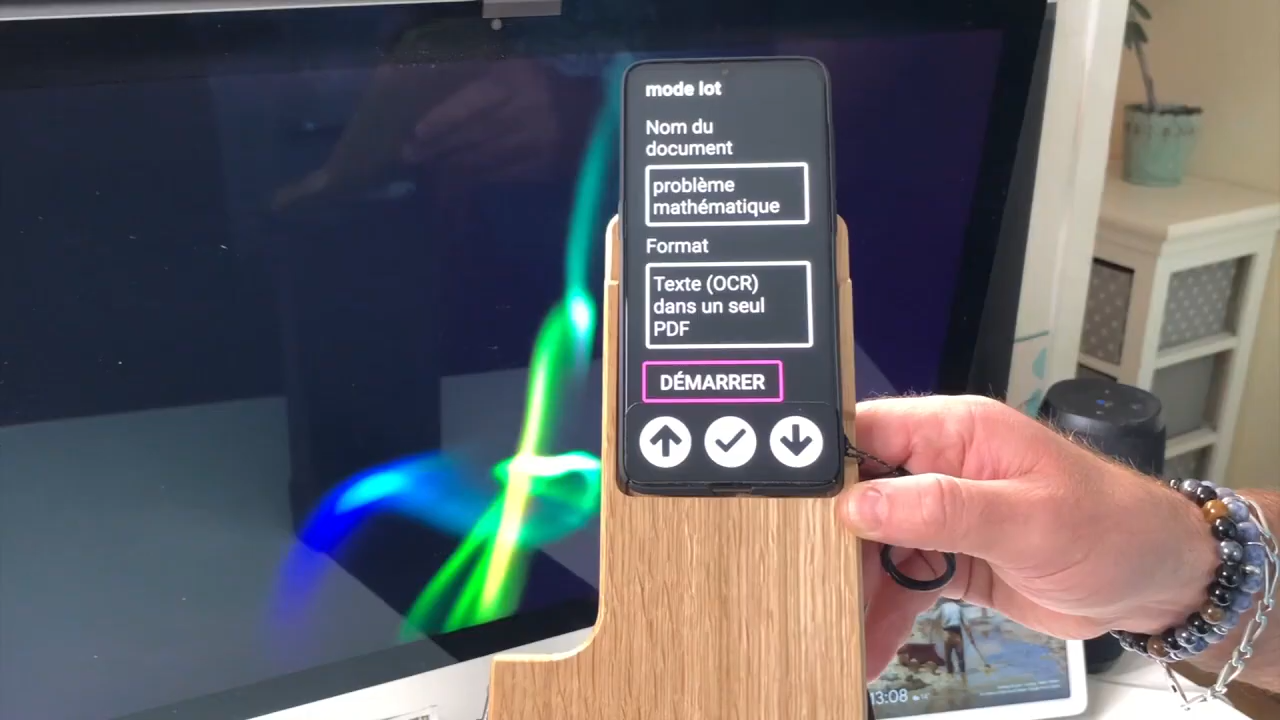 mode lot
Nom du
document
problème
mathématique
Format
Texte (OCR)
dans un seul
PDF
DÉMARRER
13:08